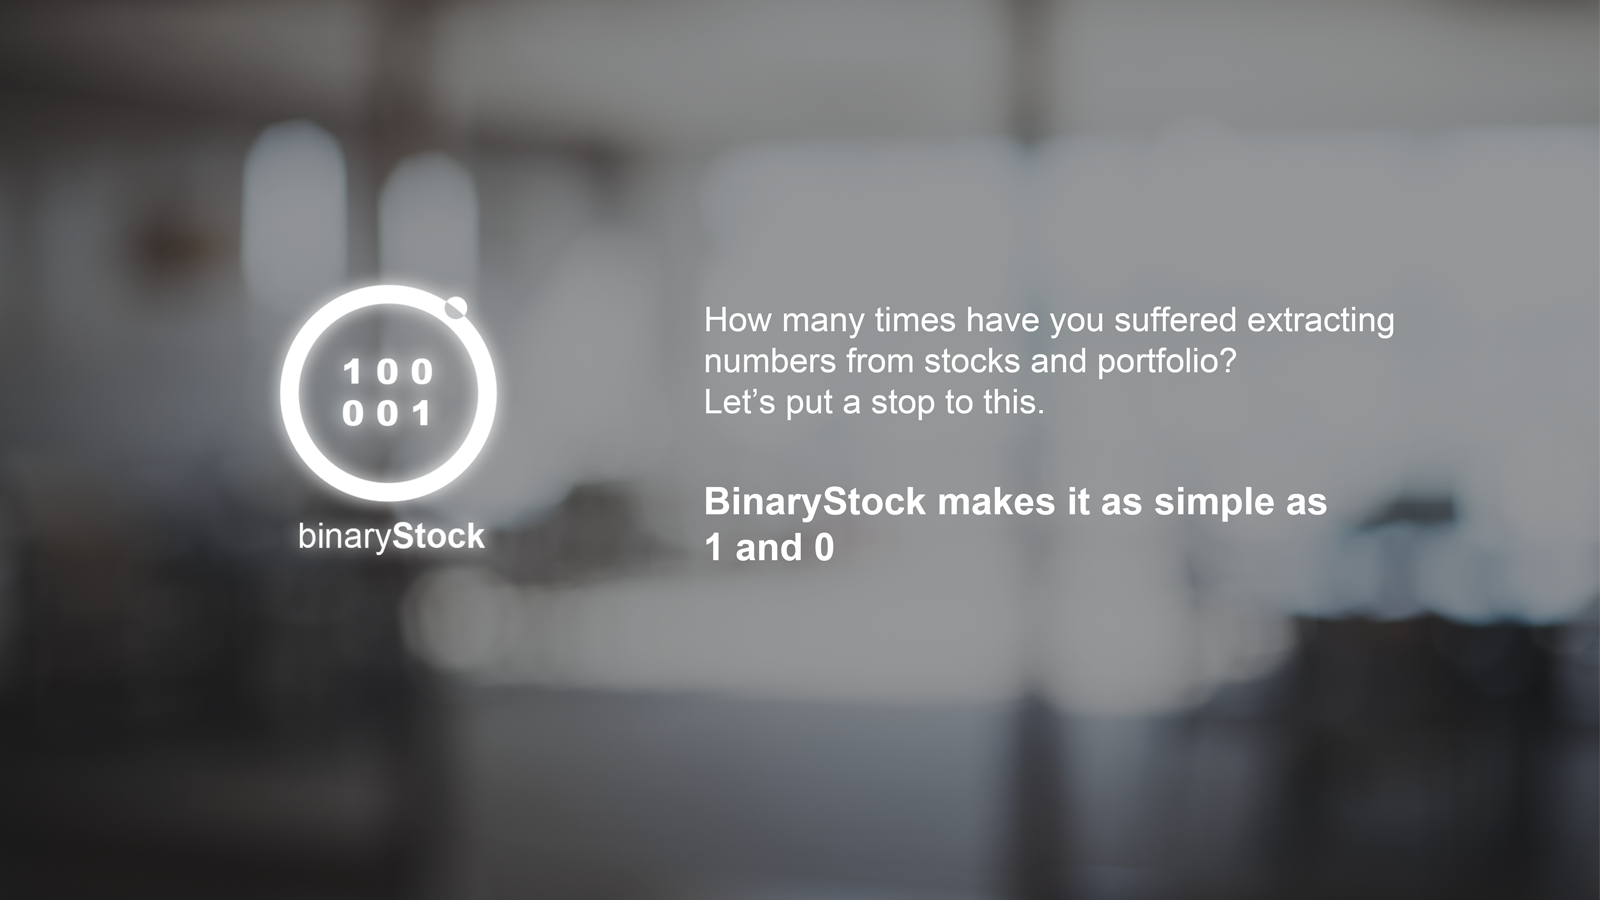 1 0 0
0 0 1
binaryStock
How many times have you suffered extracting
numbers from stocks and portfolio?
Let’s put a stop to this.
BinaryStock makes it as simple as
1 and 0